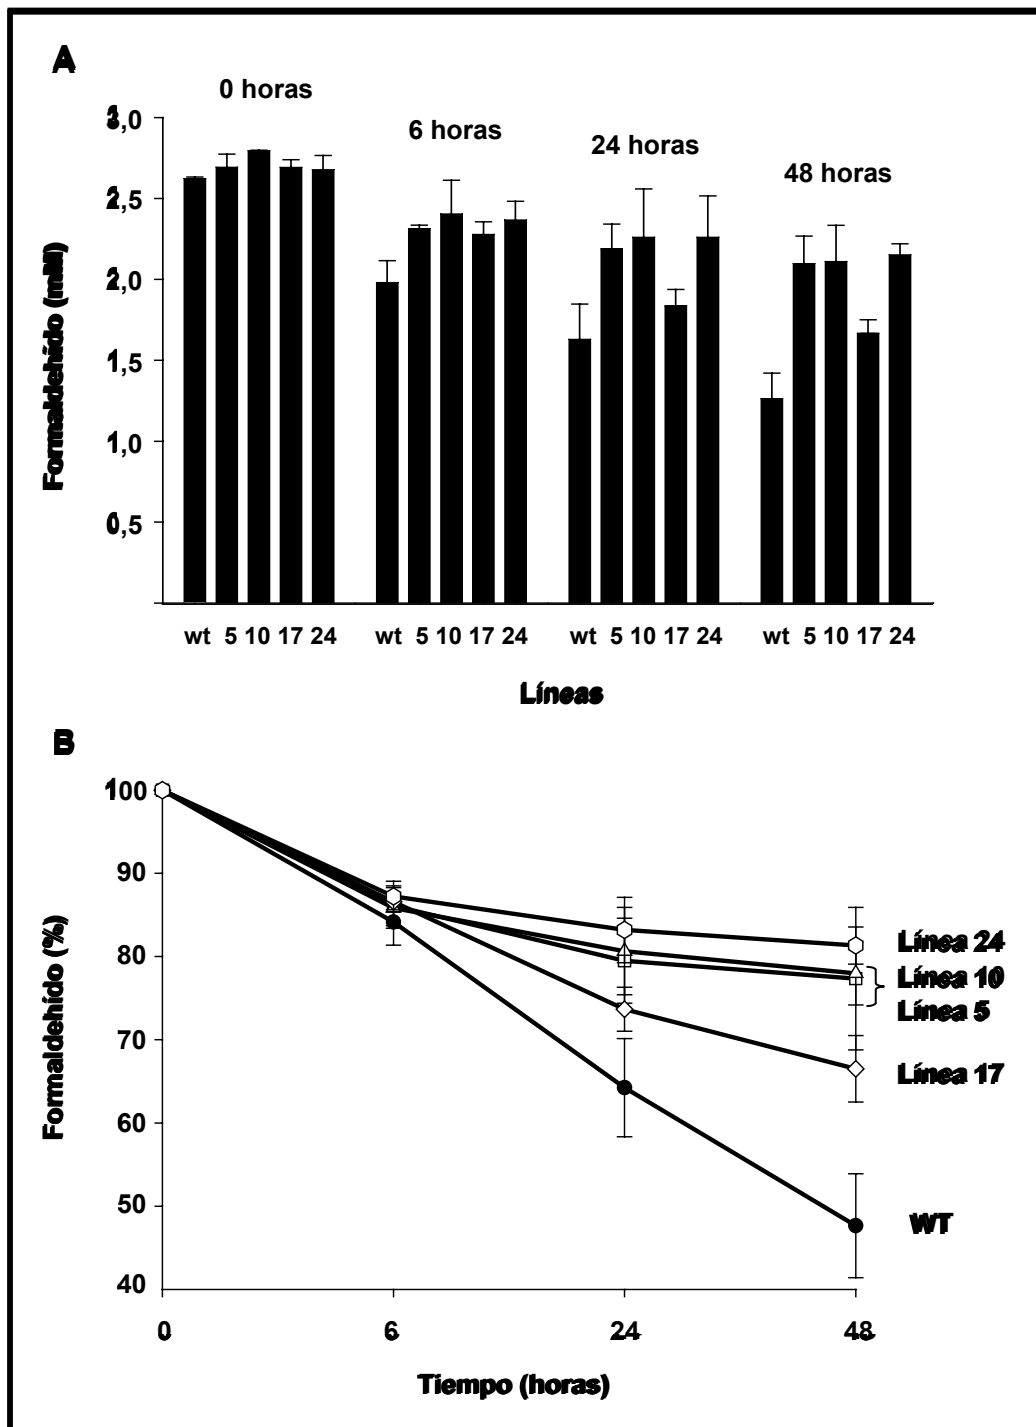 A
0 horas
6 horas
24 horas
48 horas
3,0
2,5
2,0
1,5
1,0
0,5
Formaldehído (mM)
wt 5 10 17 24 wt 5 10 17 24 wt 5 10 17 24 wt 5 10 17 24
Líneas
B
100
90
80
70
60
50
40
Formaldehído (%)
Línea 24
Línea 10
Línea 5
Línea 17
WT
0 6 24 48
Tiempo (horas)